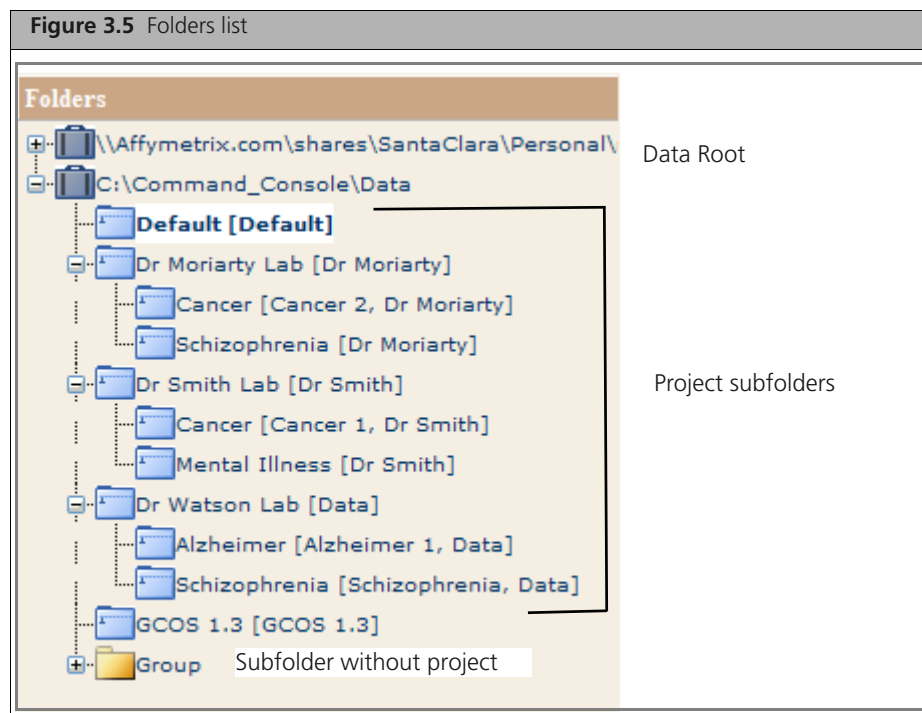 Figure 3.5 Folders list
Folders
\\Affymetrix.com\shares\SantaClara\Personal\
Data Root
C:\Command_Console\Data
Default [Default]
Dr Moriarty Lab [Dr Moriarty]
Cancer [Cancer 2, Dr Moriarty]
Schizophrenia [Dr Moriarty]
Dr Smith Lab [Dr Smith]
Project subfolders
Cancer [Cancer 1, Dr Smith]
Mental Illness [Dr Smith]
Dr Watson Lab [Data]
Alzheimer [Alzheimer 1, Data]
Schizophrenia [Schizophrenia, Data]
GCOS 1.3 [GCOS 1.3]
Group Subfolder without project